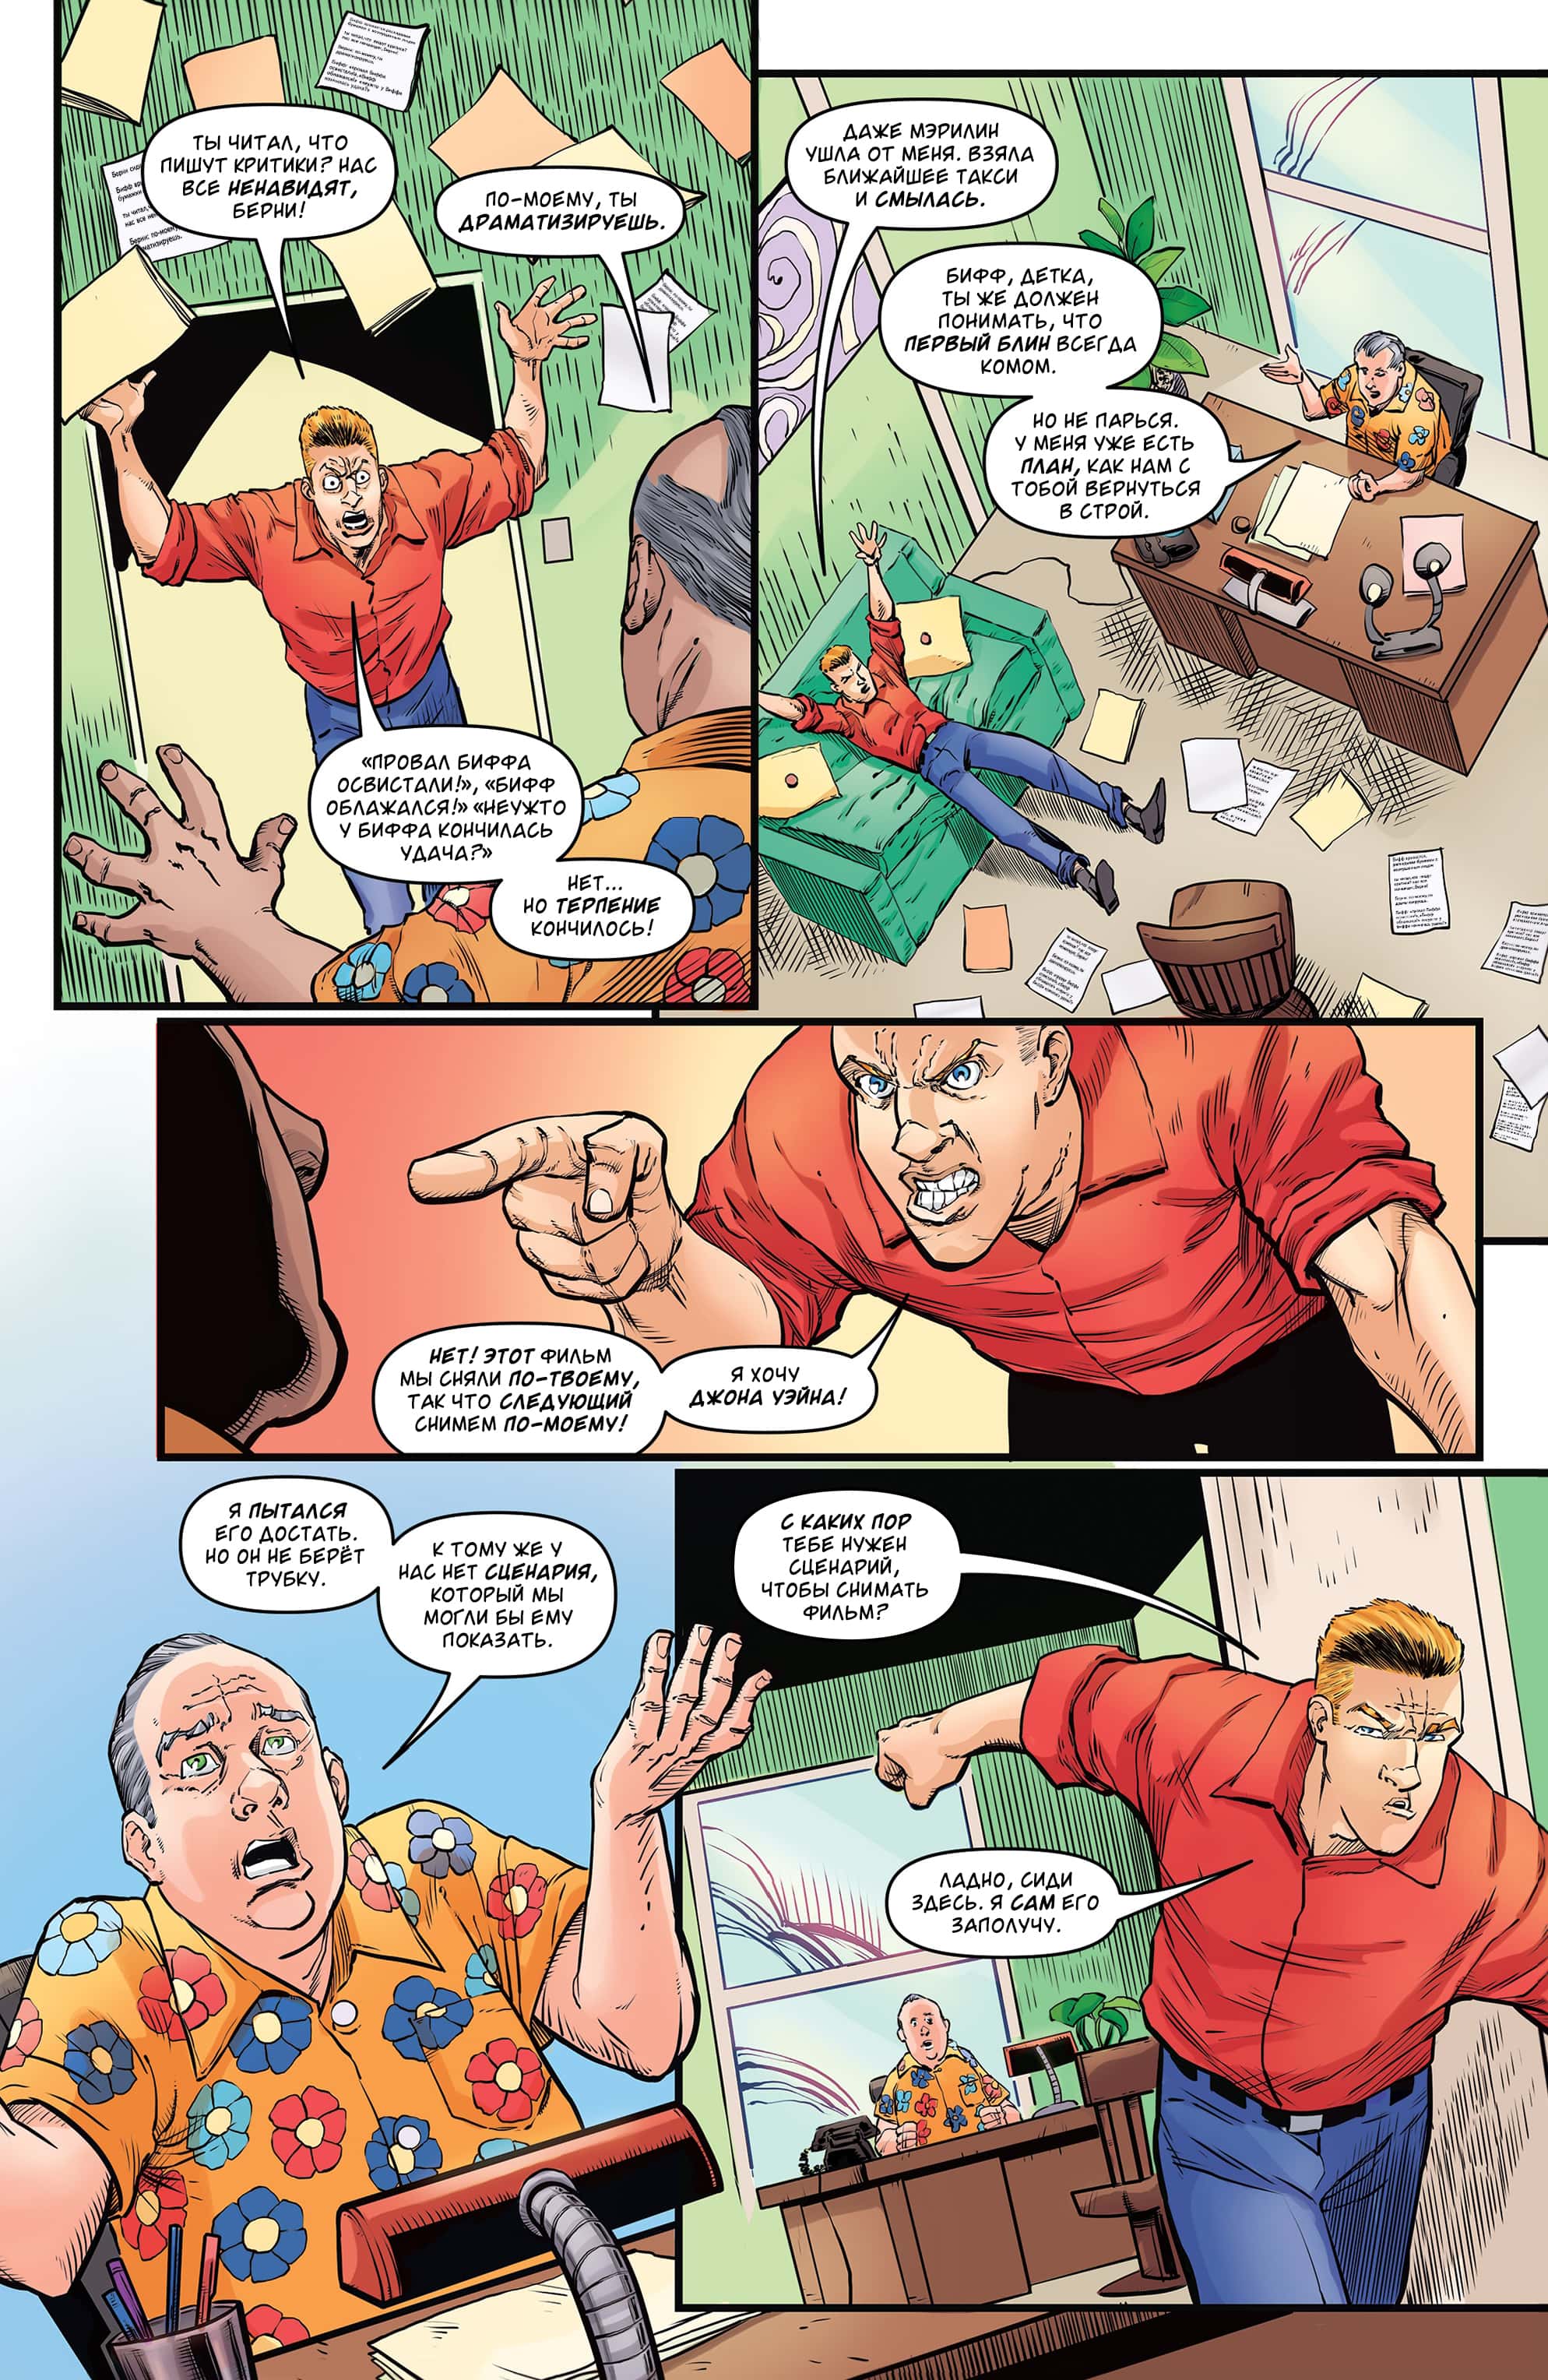 ТЫ ЧИТАЛ, ЧТО
ПИШУТ КРИТИКИ? НАС
ВСЕ НЕНАВИДЯТ,
БЕРНИ!
ПО-МОЕМУ, ТЫ
ДРАМАТИЗИРУЕШЬ.
«ПРОВАЛ БИФФА
ОСВИСТАЛИ!», «БИФФ
ОБЛАЖАЛСЯ!» «НЕУЖТО
У БИФФА КОНЧИЛАСЬ
УДАЧА?»
НЕТ...
НО ТЕРПЕНИЕ
КОНЧИЛОСЬ!
ДАЖЕ МЭРИЛИН
УШЛА ОТ МЕНЯ. ВЗЯЛА
БЛИЖАЙШЕЕ ТАКСИ
И СМЫЛАСЬ.
БИФФ, ДЕТКА,
ТЫ ЖЕ ДОЛЖЕН
ПОНИМАТЬ, ЧТО
ПЕРВЫЙ БЛИН ВСЕГДА
КОМОМ.
НО НЕ ПАРЬСЯ.
У МЕНЯ УЖЕ ЕСТЬ
ПЛАН, КАК НАМ С
ТОБОЙ ВЕРНУТЬСЯ
В СТРОЙ.
НЕТ! ЭТОТ ФИЛЬМ
МЫ СНЯЛИ ПО-ТВОЕМУ,
ТАК ЧТО СЛЕДУЮЩИЙ
СНИМЕМ ПО-МОЕМУ!
Я ХОЧУ
ДЖОНА УЭЙНА!
Я ПЫТАЛСЯ
ЕГО ДОСТАТЬ.
НО ОН НЕ БЕРЁТ
ТРУБКУ.
К ТОМУ ЖЕ У
НАС НЕТ СЦЕНАРИЯ,
КОТОРЫЙ МЫ
МОГЛИ БЫ ЕМУ
ПОКАЗАТЬ.
С КАКИХ ПОР
ТЕБЕ НУЖЕН
СЦЕНАРИЙ,
ЧТОБЫ СНИМАТЬ
ФИЛЬМ?
ЛАДНО, СИДИ
ЗДЕСЬ. Я САМ ЕГО
ЗАПОЛУЧУ.